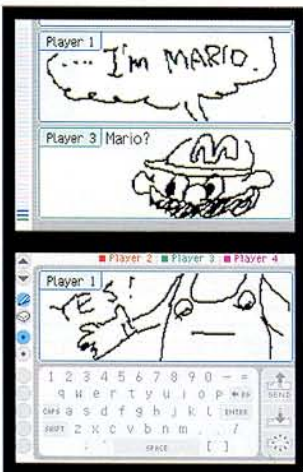 Player 1
.... I'm MARIO.
Player 3 Mario?
M
Player 2 Player 3 Player 4
Player 1
YES!
1 2 3 4 5 6 7 8 9 0 - =
q w e r t y u i o p
CAPS a s d f g h j k l ENTER
SHIFT z x c v b n m , . /
SPACE [ ]
SEND